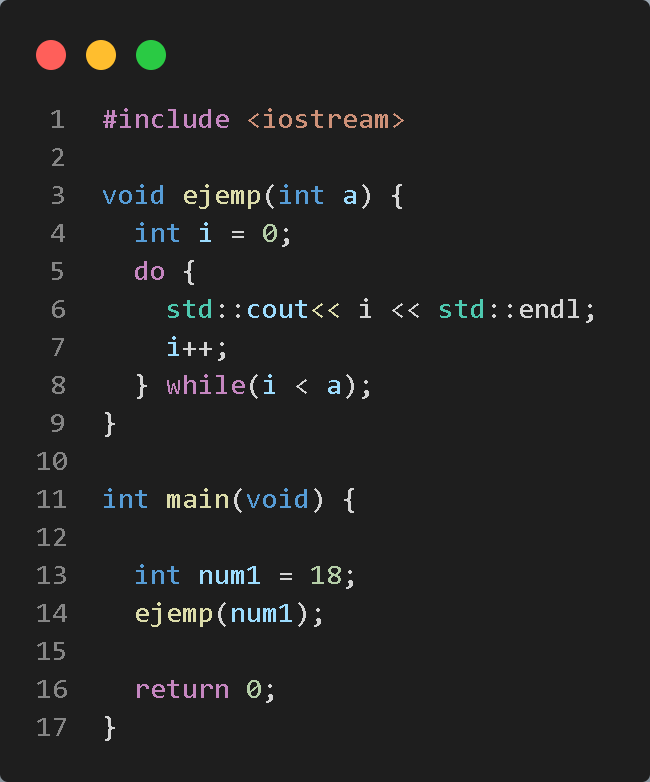 1 #include <iostream>
2
3 void ejemp(int a) {
4   int i = 0;
5   do {
6     std::cout<< i << std::endl;
7     i++;
8   } while(i < a);
9 }
10
11 int main(void) {
12
13   int num1 = 18;
14   ejemp(num1);
15
16   return 0;
17 }